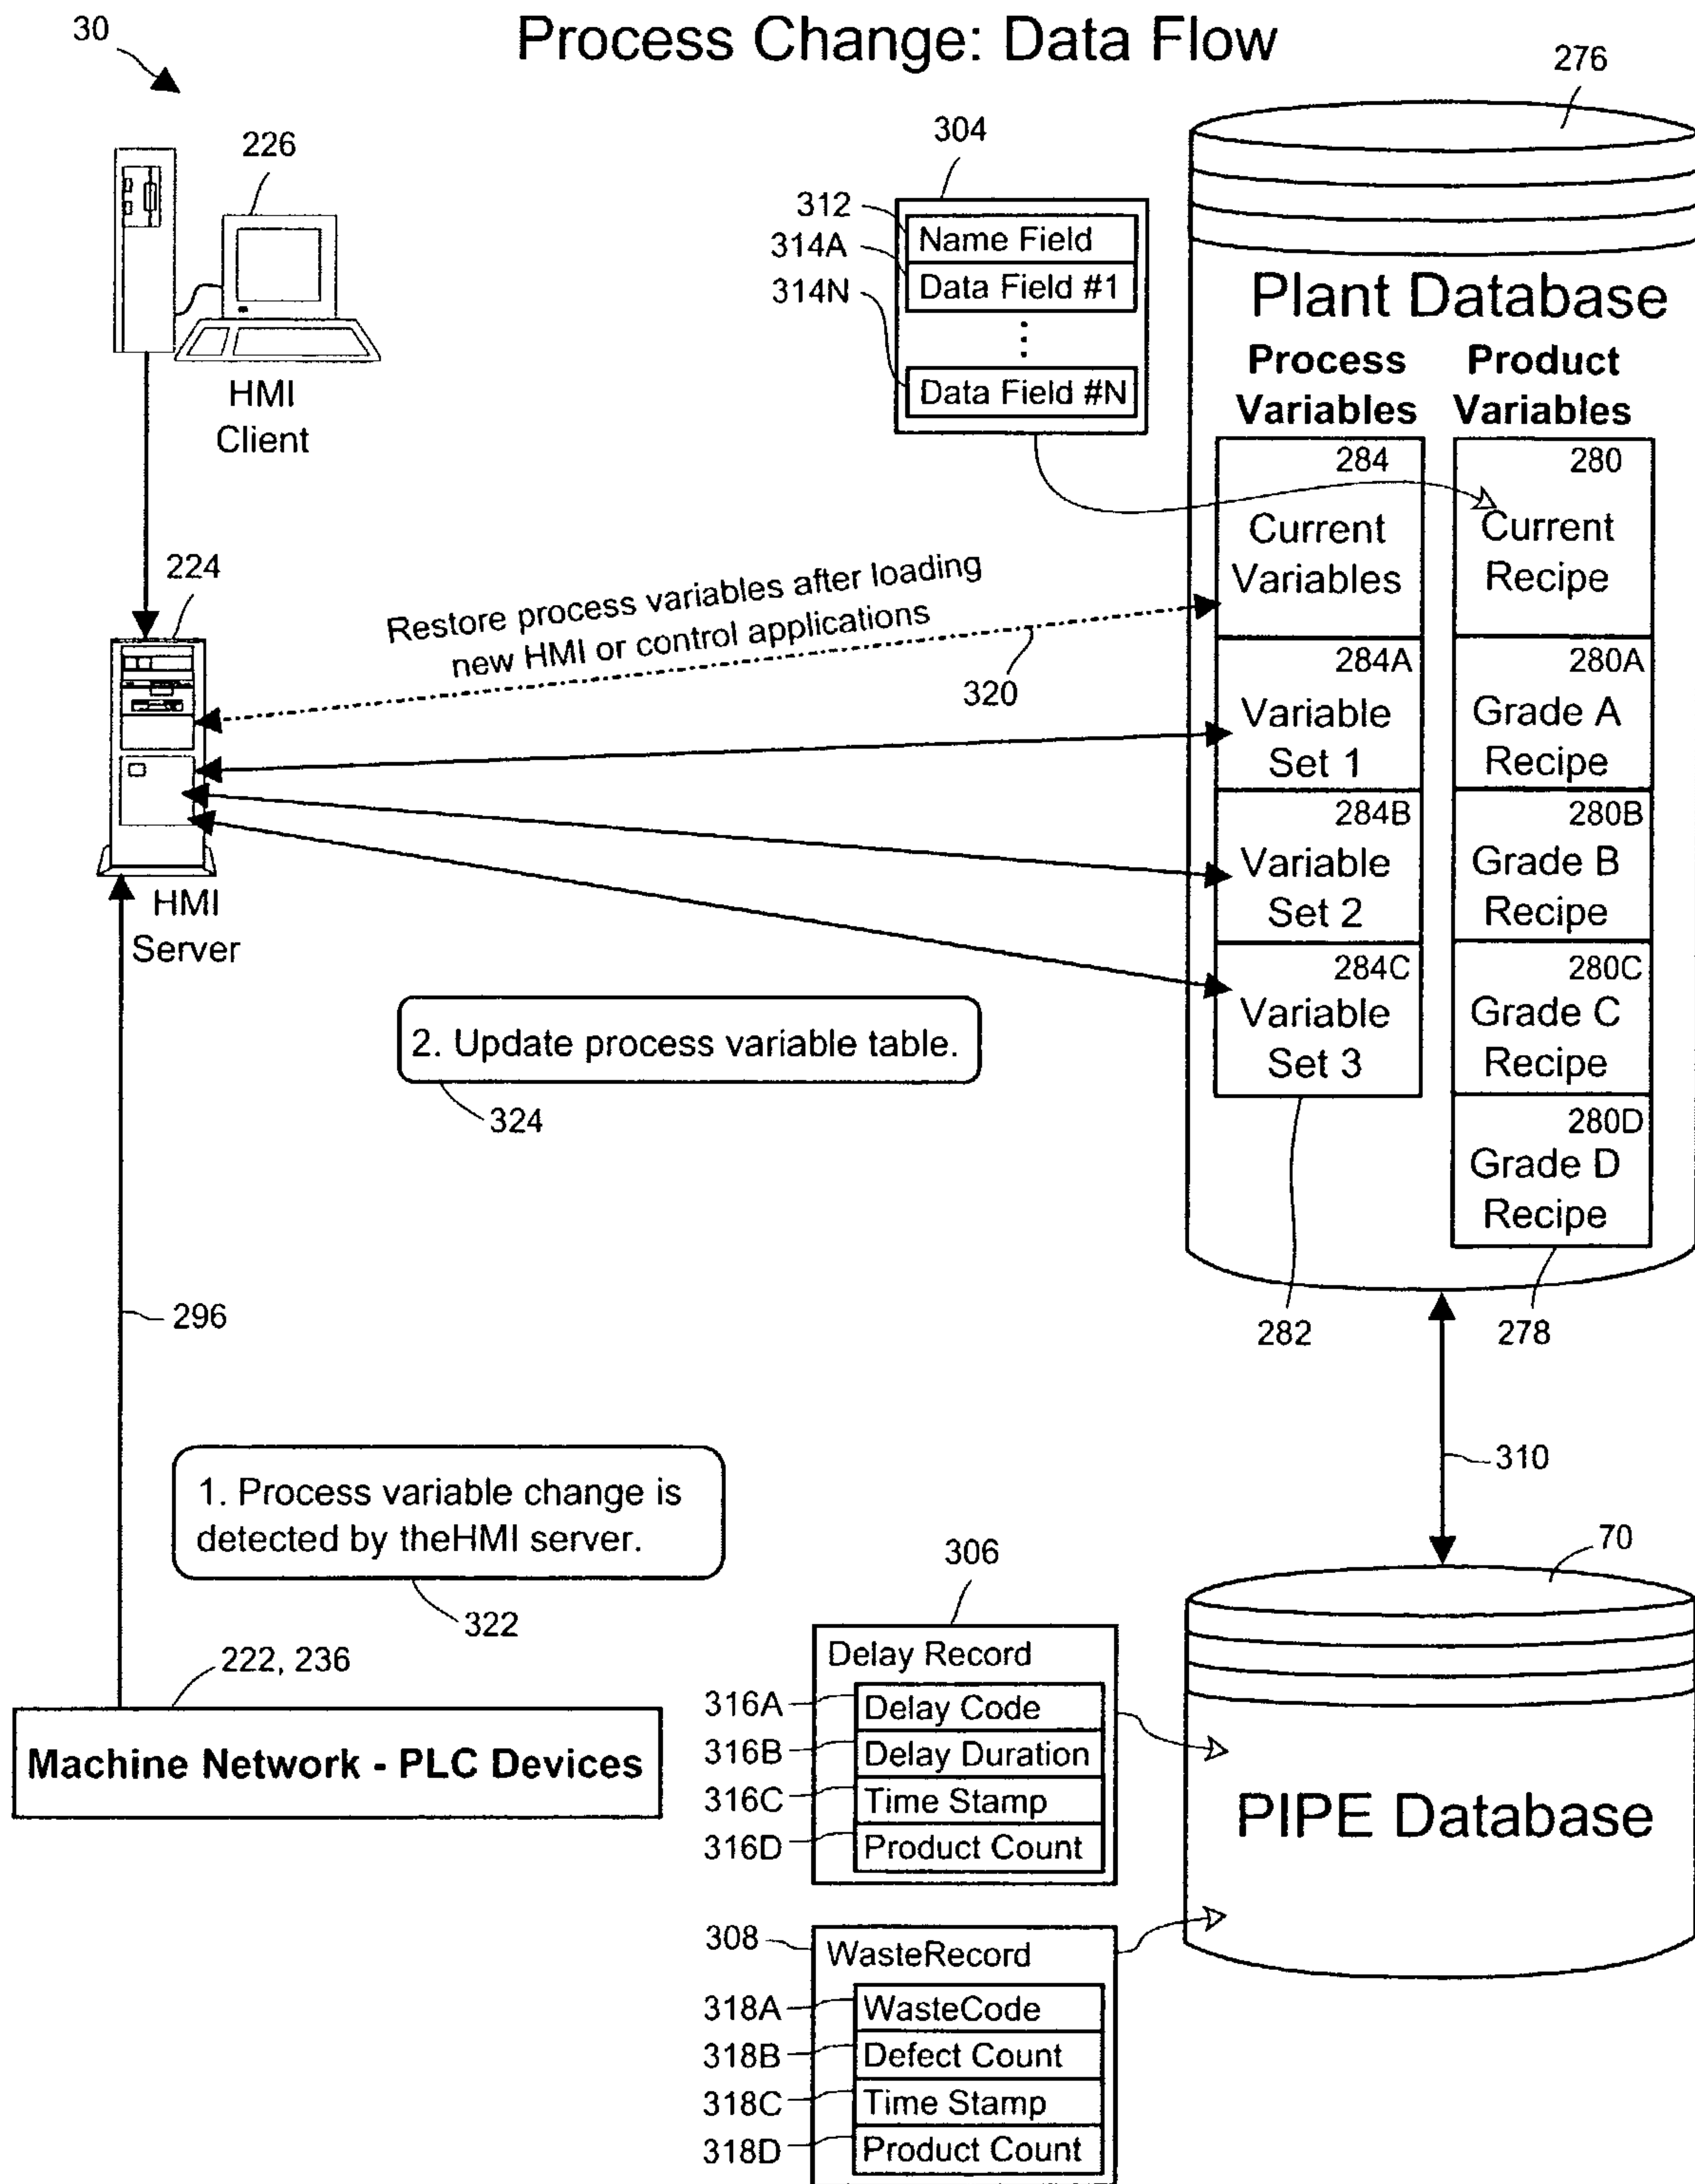 Process Change: Data Flow
30
276
226
304
312
Name Field
314A
Data Field #1
314N
Data Field #N
Plant Database
Process
Variables
Product
Variables
HMI
Client
284
Current
Variables
280
Current
Recipe
224
Restore process variables after loading
new HMI or control applications
320
284A
Variable
Set 1
280A
Grade A
Recipe
284B
Variable
Set 2
280B
Grade B
Recipe
HMI
Server
284C
Variable
Set 3
280C
Grade C
Recipe
2. Update process variable table.
324
280D
Grade D
Recipe
296
282
278
310
1. Process variable change is
detected by theHMI server.
322
306
70
222, 236
Machine Network - PLC Devices
Delay Record
316A
Delay Code
316B
Delay Duration
316C
Time Stamp
316D
Product Count
PIPE Database
308
WasteRecord
318A
WasteCode
318B
Defect Count
318C
Time Stamp
318D
Product Count